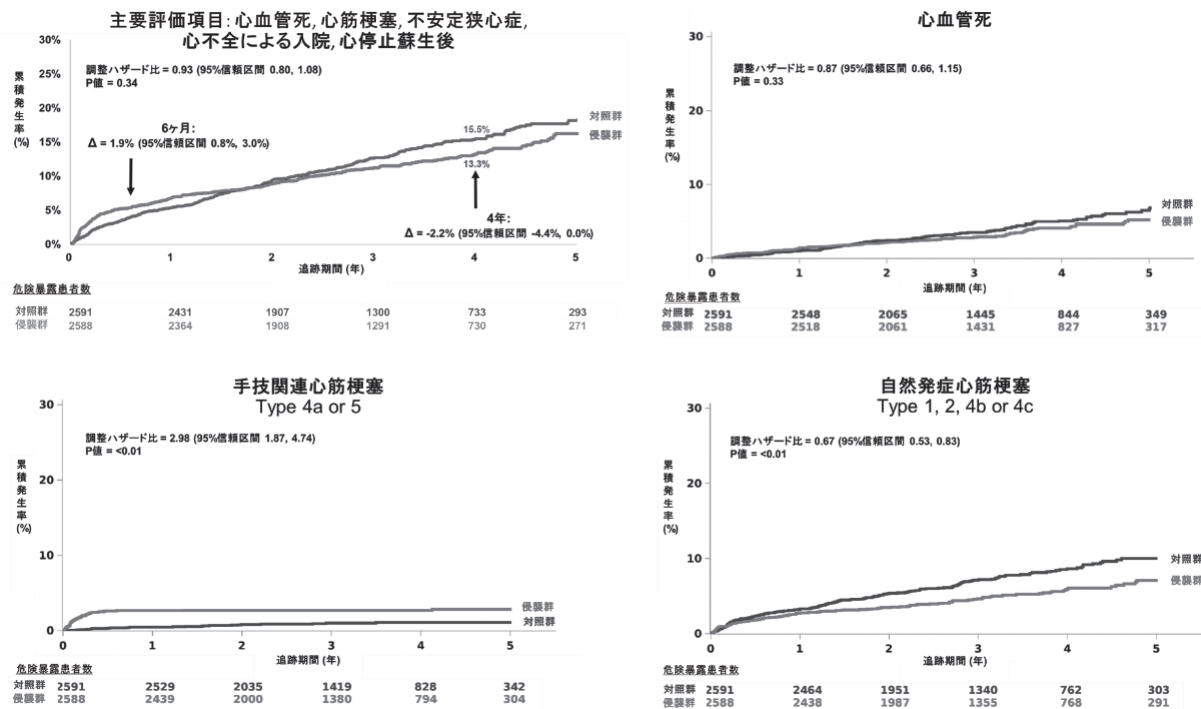 主要評価項目: 心血管死, 心筋梗塞, 不安定狭心症,
心不全による入院, 心停止蘇生後
30%
25%
20%
15%
10%
5%
0%
累積発生率(%)
調整ハザード比 = 0.93 (95%信頼区間 0.80, 1.08)
P値 = 0.34
6ヶ月:
Δ = 1.9% (95%信頼区間 0.8%, 3.0%)
15.5%
13.3%
対照群
侵襲群
4年:
Δ = -2.2% (95%信頼区間 -4.4%, 0.0%)
0 1 2 3 4 5
追跡期間 (年)
危険暴露患者数
対照群 2591 2431 1907 1300 733 293
侵襲群 2588 2364 1908 1291 730 271
心血管死
30
20
10
0
累積発生率(%)
調整ハザード比 = 0.87 (95%信頼区間 0.66, 1.15)
P値 = 0.33
対照群
侵襲群
0 1 2 3 4 5
追跡期間 (年)
危険暴露患者数
対照群 2591 2548 2065 1445 844 349
侵襲群 2588 2518 2061 1431 827 317
手技関連心筋梗塞
Type 4a or 5
30
20
10
0
累積発生率(%)
調整ハザード比 = 2.98 (95%信頼区間 1.87, 4.74)
P値 = <0.01
侵襲群
対照群
0 1 2 3 4 5
追跡期間 (年)
危険暴露患者数
対照群 2591 2529 2035 1419 828 342
侵襲群 2588 2439 2000 1380 794 304
自然発症心筋梗塞
Type 1, 2, 4b or 4c
30
20
10
0
累積発生率(%)
調整ハザード比 = 0.67 (95%信頼区間 0.53, 0.83)
P値 = <0.01
対照群
侵襲群
0 1 2 3 4 5
追跡期間 (年)
危険暴露患者数
対照群 2591 2464 1951 1340 762 303
侵襲群 2588 2438 1987 1355 768 291